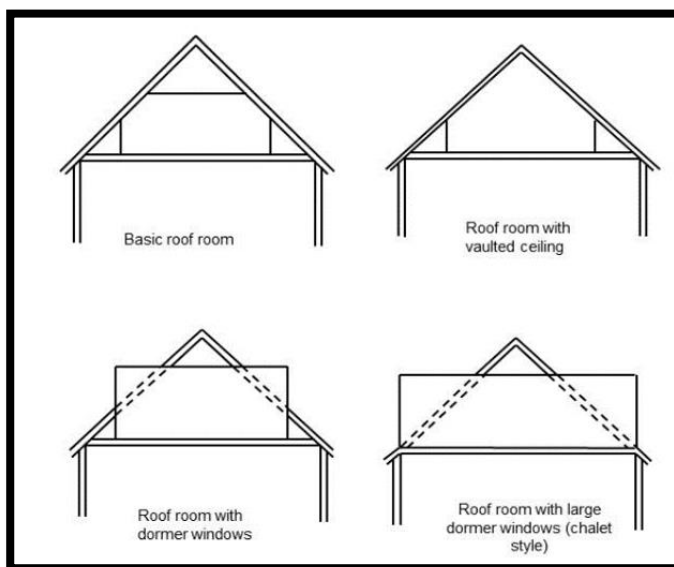 Basic roof room
Roof room with
vaulted ceiling
Roof room with
dormer windows
Roof room with large
dormer windows (chalet
style)